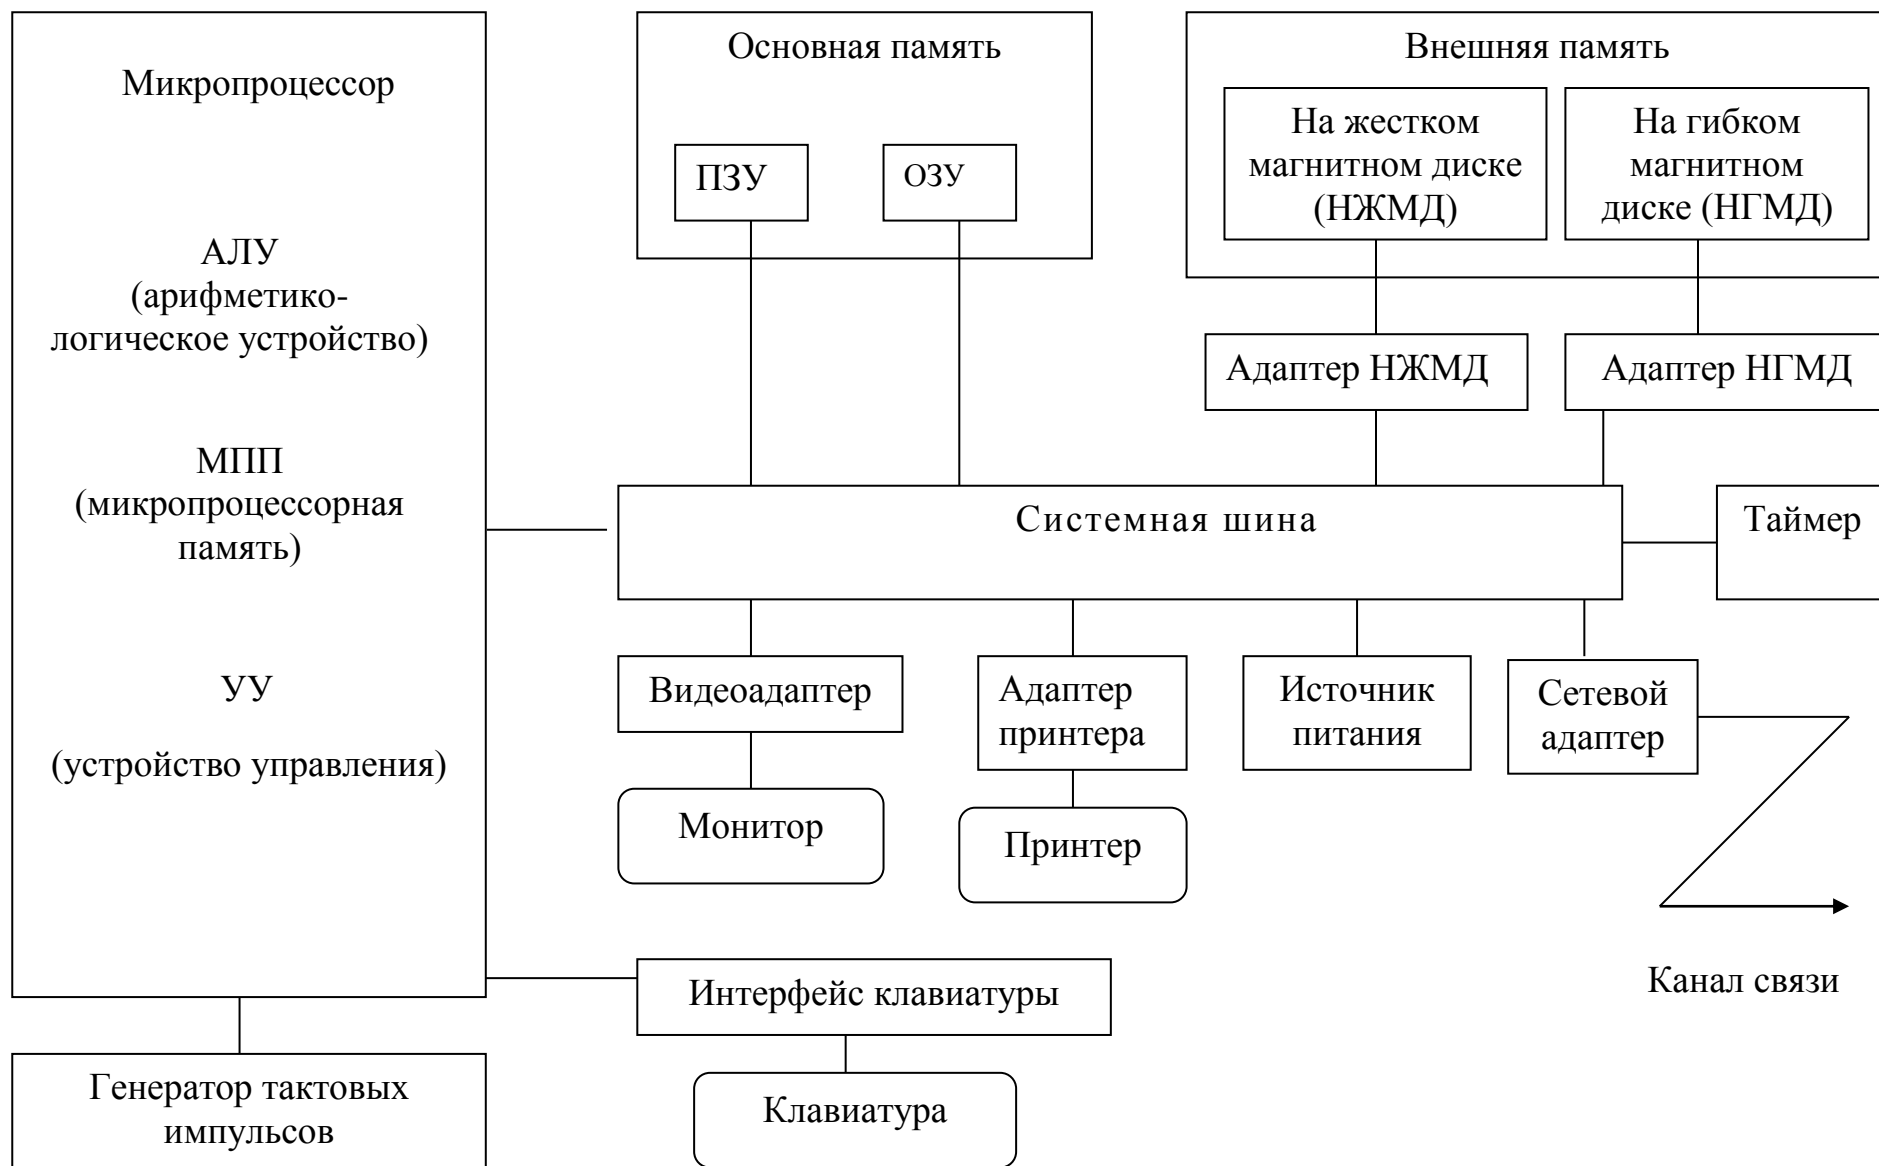 Микропроцессор
АЛУ
(арифметико-
логическое устройство)
МПП
(микропроцессорная
память)
УУ
(устройство управления)
Основная память
ПЗУ
ОЗУ
Внешняя память
На жестком
магнитном диске
(НЖМД)
На гибком
магнитном
диске (НГМД)
Адаптер НЖМД
Адаптер НГМД
Системная шина
Таймер
Видеоадаптер
Адаптер
принтера
Источник
питания
Сетевой
адаптер
Монитор
Принтер
Канал связи
Интерфейс клавиатуры
Клавиатура
Генератор тактовых
импульсов